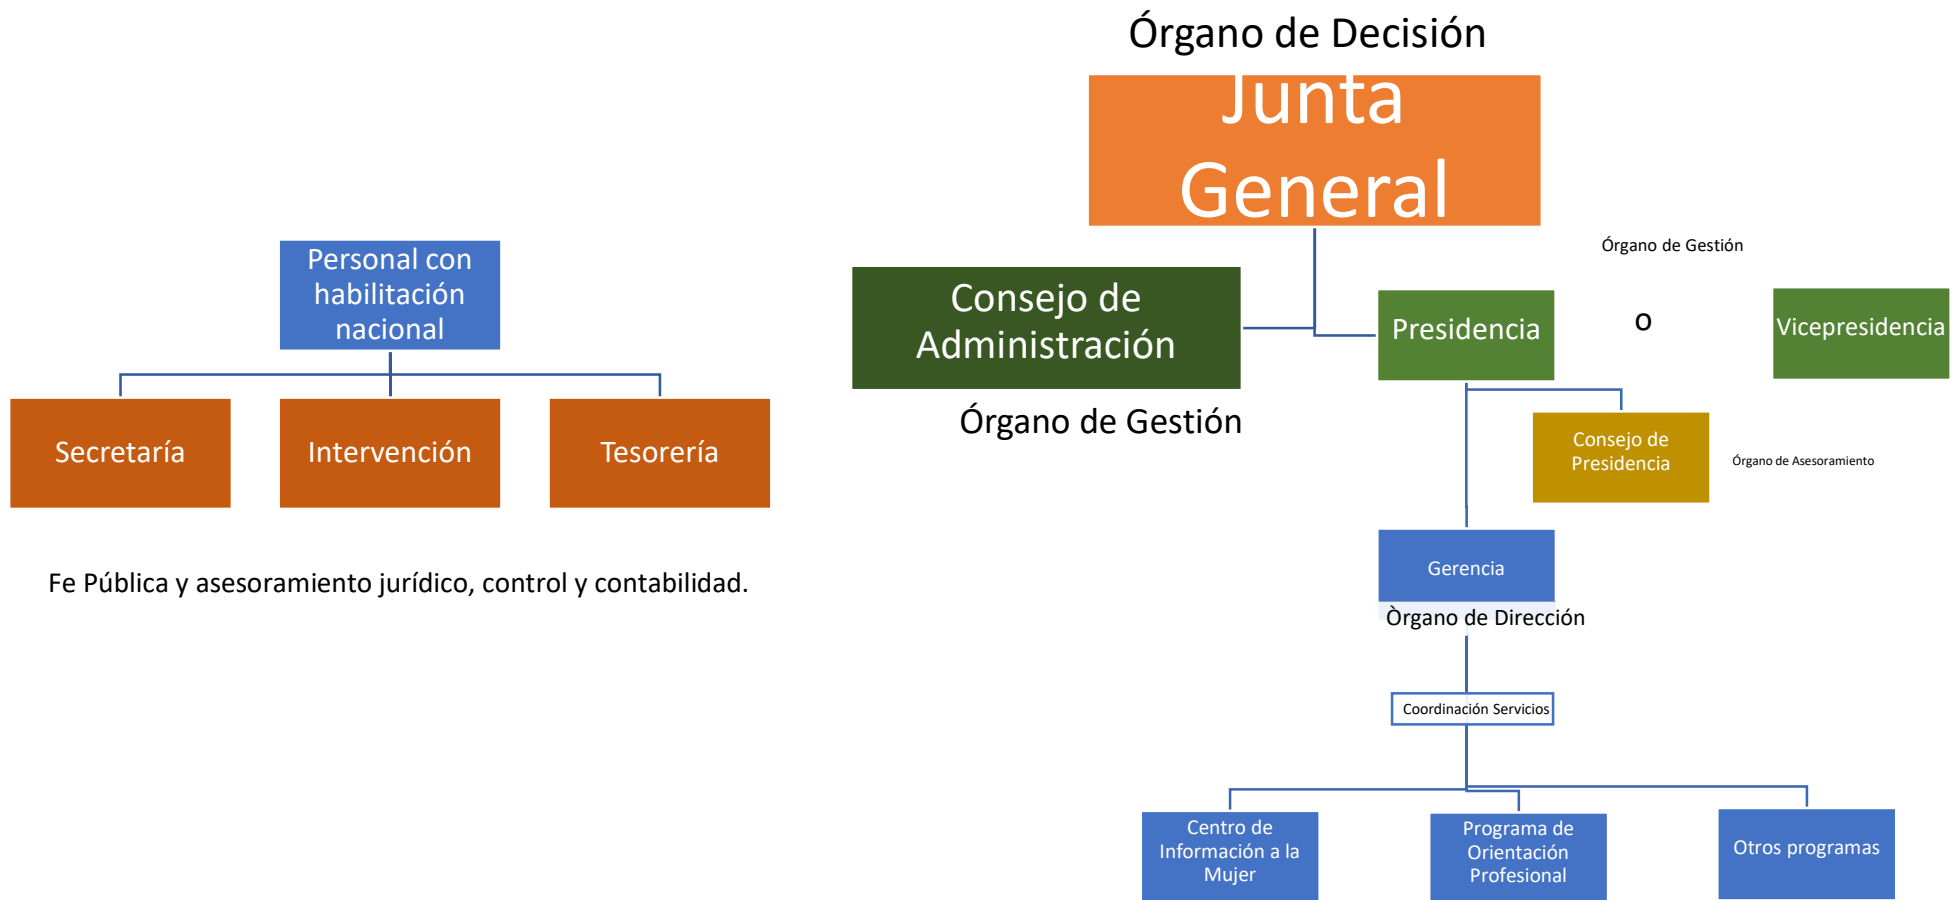 Órgano de Decisión
Junta
General
Personal con
habilitación
nacional
Secretaría
Intervención
Tesorería
Fe Pública y asesoramiento jurídico, control y contabilidad.
Consejo de
Administración
Órgano de Gestión
Órgano de Gestión
Presidencia
o
Vicepresidencia
Consejo de
Presidencia
Órgano de Asesoramiento
Gerencia
Òrgano de Dirección
Coordinación Servicios
Centro de
Información a la
Mujer
Programa de
Orientación
Profesional
Otros programas